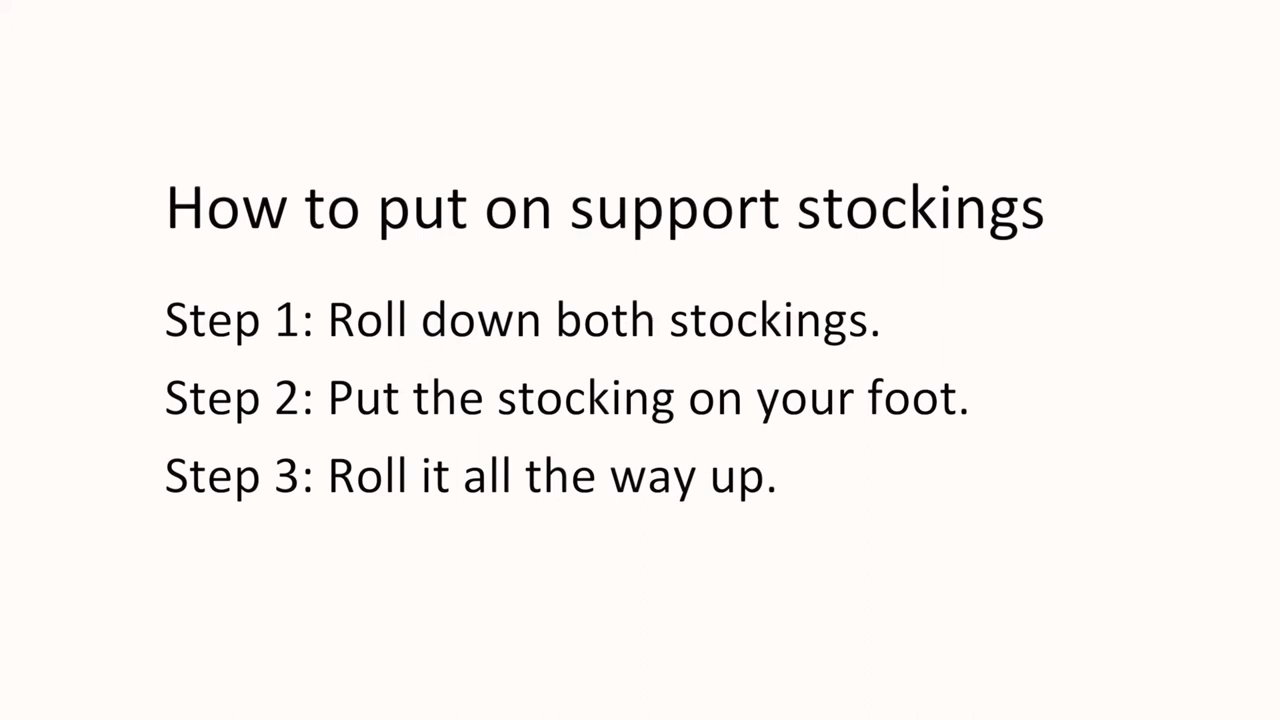 How to put on support stockings
Step 1: Roll down both stockings.
Step 2: Put the stocking on your foot.
Step 3: Roll it all the way up.